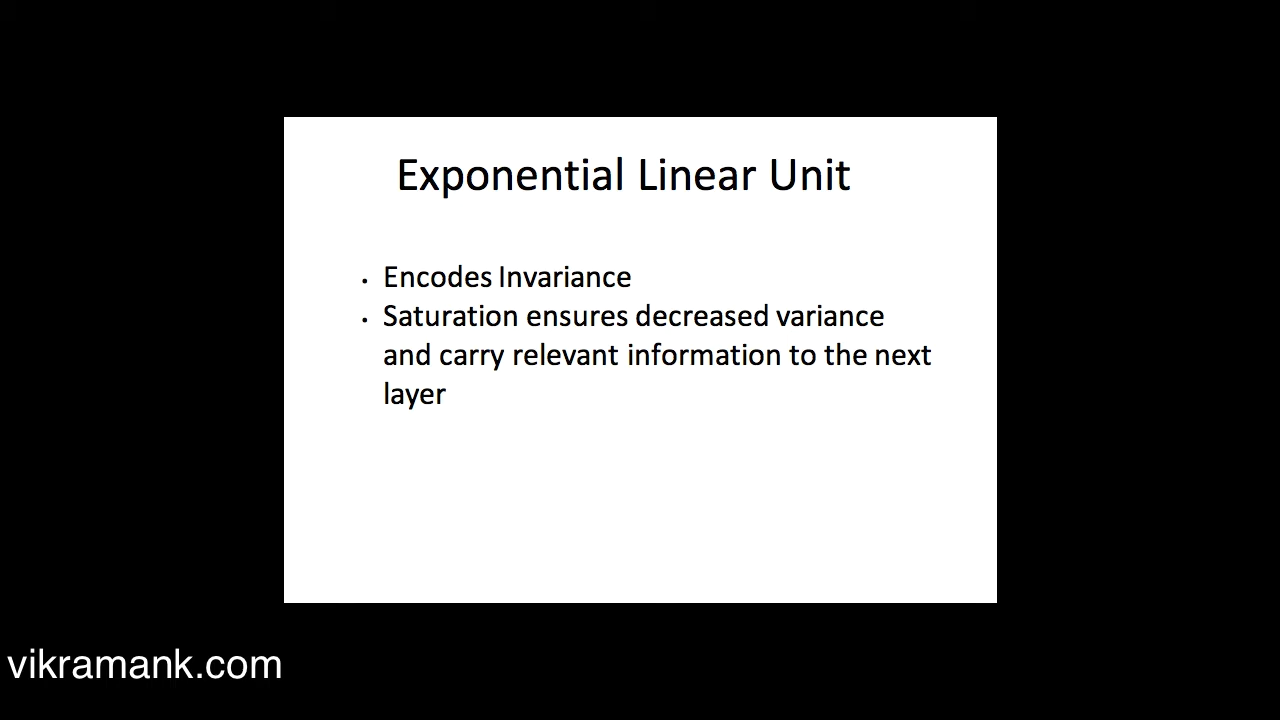 Exponential Linear Unit
• Encodes Invariance
• Saturation ensures decreased variance
and carry relevant information to the next
layer
vikramank.com